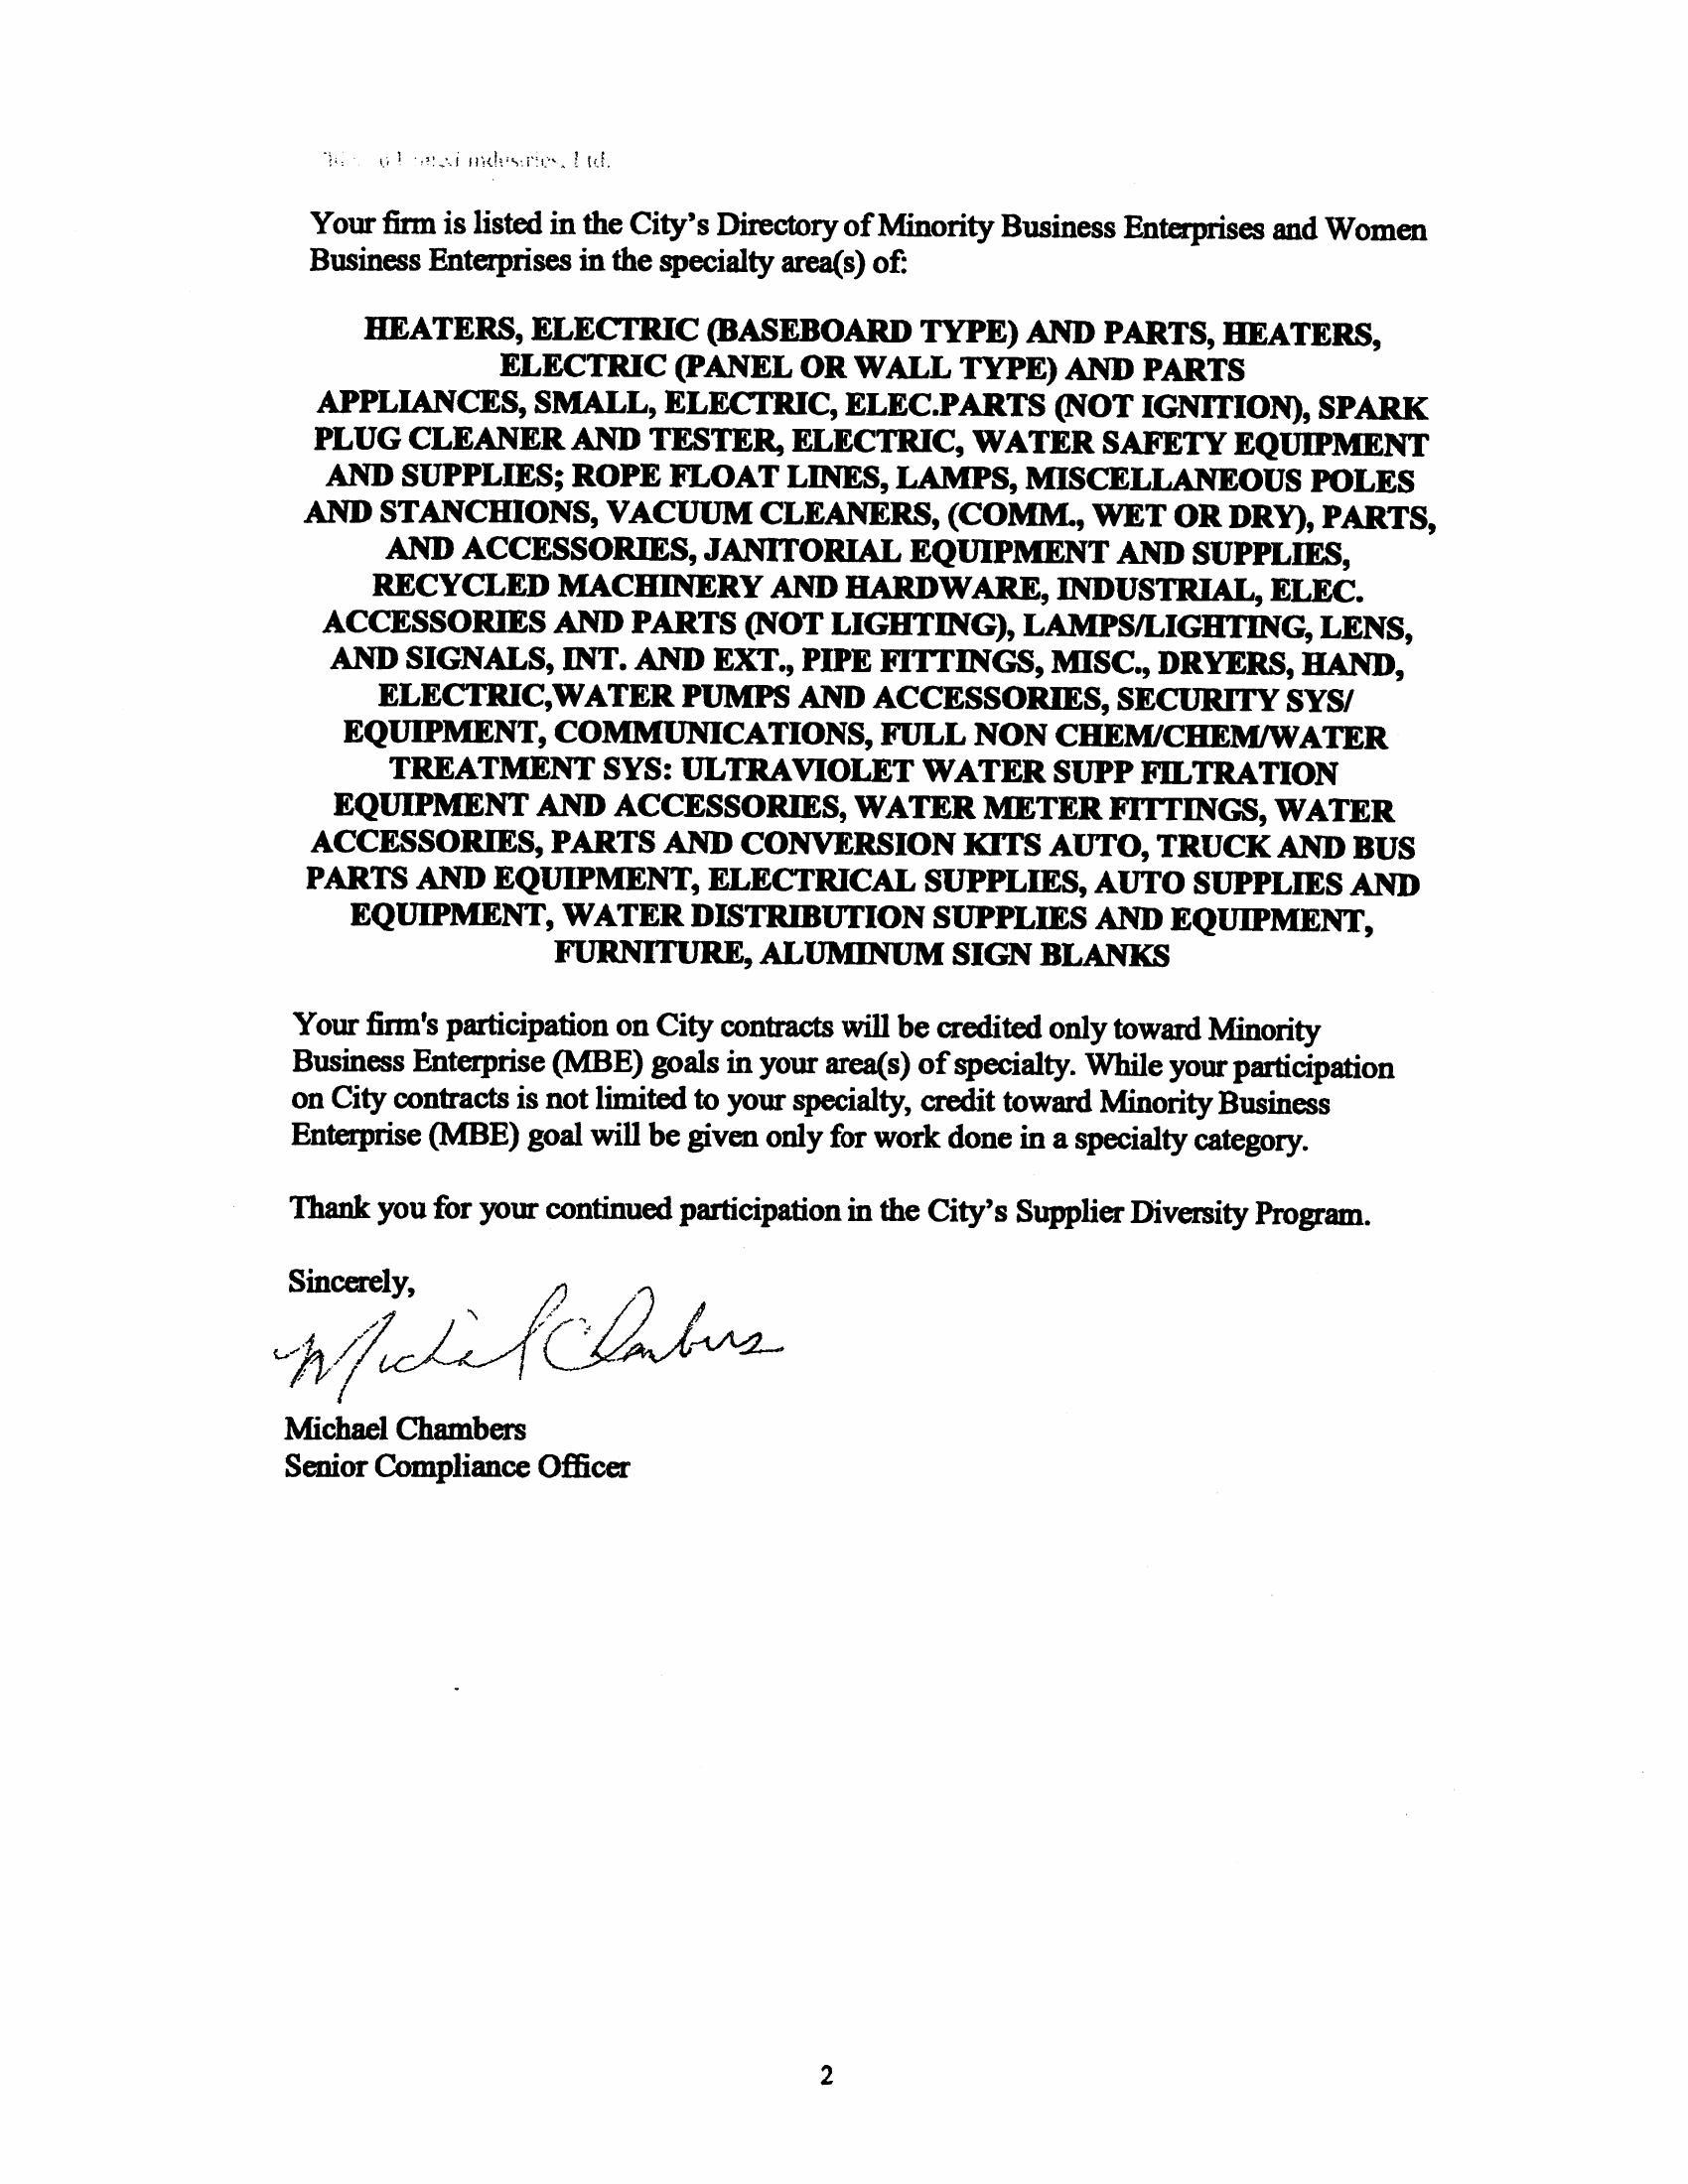 industries, Ltd.
Your firm is listed in the City's Directory of Minority Business Enterprises and Women
Business Enterprises in the specialty area(s) of:
HEATERS, ELECTRIC (BASEBOARD TYPE) AND PARTS, HEATERS,
ELECTRIC (PANEL OR WALL TYPE) AND PARTS
APPLIANCES, SMALL, ELECTRIC, ELEC.PARTS (NOT IGNITION), SPARK
PLUG CLEANER AND TESTER, ELECTRIC, WATER SAFETY EQUIPMENT
AND SUPPLIES; ROPE FLOAT LINES, LAMPS, MISCELLANEOUS POLES
AND STANCHIONS, VACUUM CLEANERS, (COMM., WET OR DRY), PARTS,
AND ACCESSORIES, JANITORIAL EQUIPMENT AND SUPPLIES,
RECYCLED MACHINERY AND HARDWARE, INDUSTRIAL, ELEC.
ACCESSORIES AND PARTS (NOT LIGHTING), LAMPS/LIGHTING, LENS,
AND SIGNALS, INT. AND EXT., PIPE FITTINGS, MISC., DRYERS, HAND,
ELECTRIC,WATER PUMPS AND ACCESSORIES, SECURITY SYS/
EQUIPMENT, COMMUNICATIONS, FULL NON CHEM/CHEM/WATER
TREATMENT SYS: ULTRAVIOLET WATER SUPP FILTRATION
EQUIPMENT AND ACCESSORIES, WATER METER FITTINGS, WATER
ACCESSORIES, PARTS AND CONVERSION KITS AUTO, TRUCK AND BUS
PARTS AND EQUIPMENT, ELECTRICAL SUPPLIES, AUTO SUPPLIES AND
EQUIPMENT, WATER DISTRIBUTION SUPPLIES AND EQUIPMENT,
FURNITURE, ALUMINUM SIGN BLANKS
Your firm's participation on City contracts will be credited only toward Minority
Business Enterprise (MBE) goals in your area(s) of specialty. While your participation
on City contracts is not limited to your specialty, credit toward Minority Business
Enterprise (MBE) goal will be given only for work done in a specialty category.
Thank you for your continued participation in the City's Supplier Diversity Program.
Sincerely,
Michael Chambers
Michael Chambers
Senior Compliance Officer
2